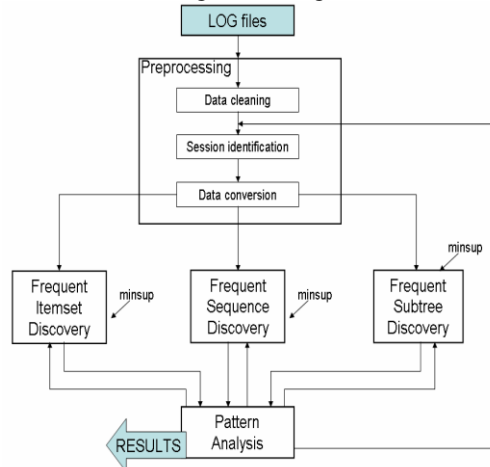 LOG files
Preprocessing
Data cleaning
Session identification
Data conversion
minsup
Frequent
Itemset
Discovery
minsup
Frequent
Sequence
Discovery
minsup
Frequent
Subtree
Discovery
Pattern
Analysis
RESULTS